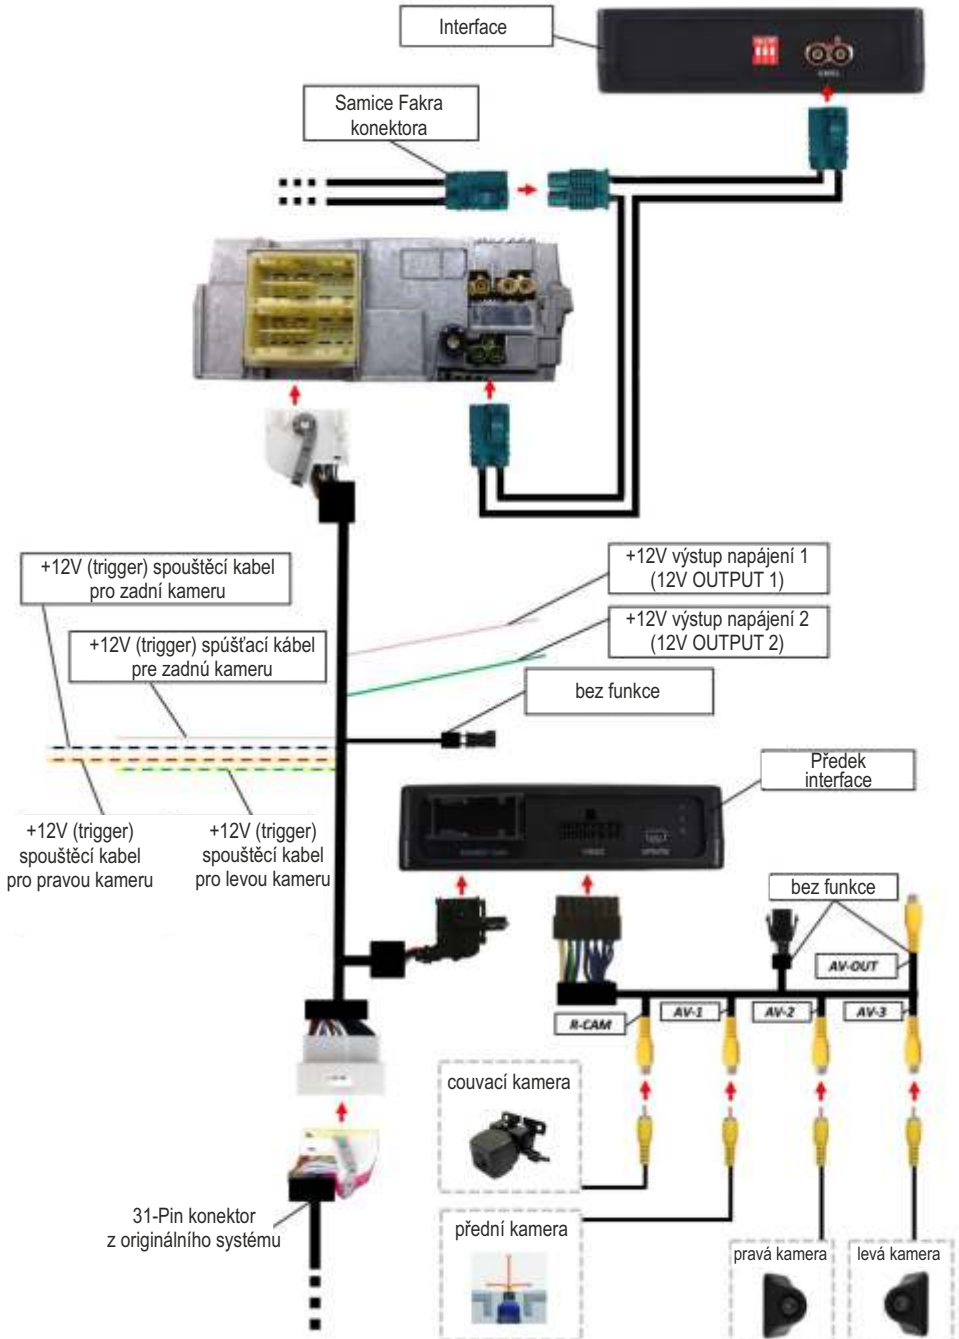 Interface
Samice Fakra
konektora
+12V (trigger) spouštěcí kabel
pro zadní kameru
+12V výstup napájení 1
(12V OUTPUT 1)
+12V výstup napájení 2
(12V OUTPUT 2)
+12V (trigger) spúšťací kábel
pre zadnú kameru
bez funkce
Předek
interface
+12V (trigger)
spouštěcí kabel
pro pravou kameru
+12V (trigger)
spouštěcí kabel
pro levou kameru
bez funkce
AV-OUT
R-CAM
AV-1
AV-2
AV-3
couvací kamera
31-Pin konektor
z originálního systému
přední kamera
pravá kamera
levá kamera